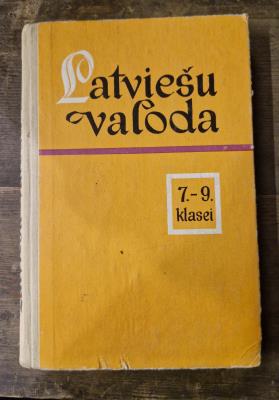 Latviešu
valoda
7.-9.
klasei